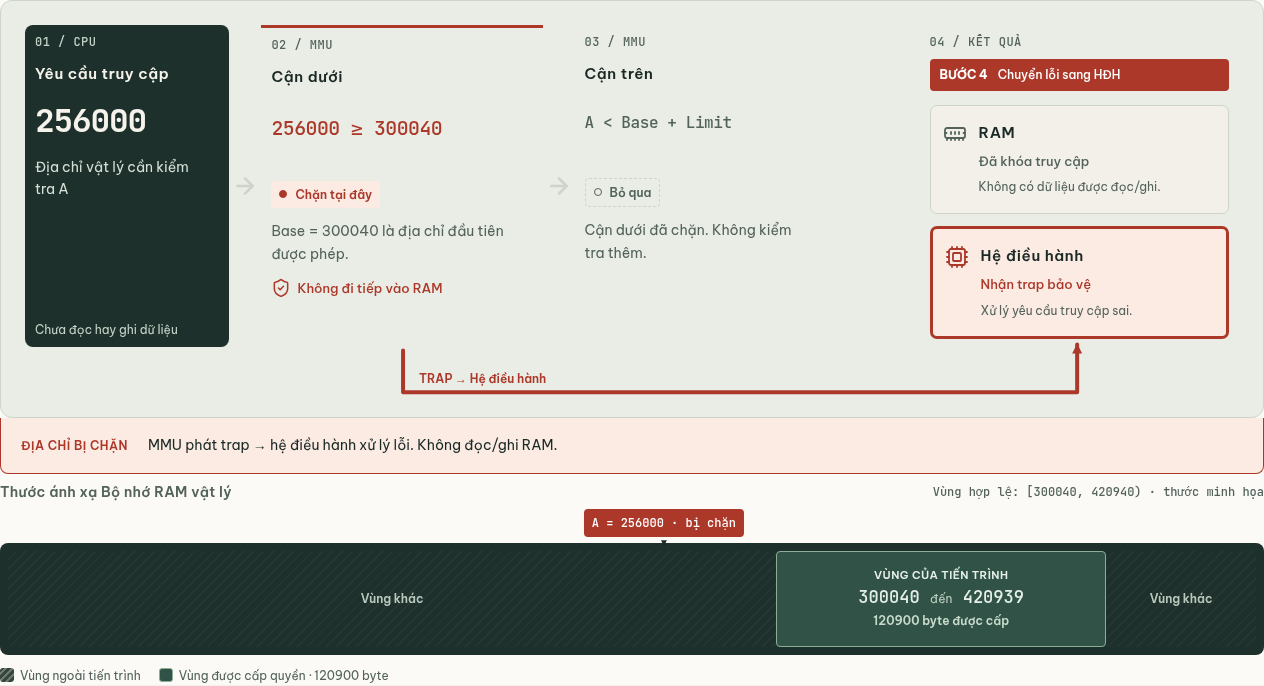 01 / CPU
Yêu cầu truy cập
256000
Địa chỉ vật lý cần kiểm
tra A
Chưa đọc hay ghi dữ liệu
02 / MMU
Cận dưới
256000 ≥ 300040
Chặn tại đây
Base = 300040 là địa chỉ đầu tiên
được phép.
Không đi tiếp vào RAM
03 / MMU
Cận trên
A < Base + Limit
Bỏ qua
Cận dưới đã chặn. Không kiểm
tra thêm.
04 / KẾT QUẢ
BƯỚC 4 Chuyển lỗi sang HĐH
RAM
Đã khóa truy cập
Không có dữ liệu được đọc/ghi.
Hệ điều hành
Nhận trap bảo vệ
Xử lý yêu cầu truy cập sai.
TRAP → Hệ điều hành
ĐỊA CHỈ BỊ CHẶN MMU phát trap → hệ điều hành xử lý lỗi. Không đọc/ghi RAM.
Thước ánh xạ Bộ nhớ RAM vật lý
Vùng hợp lệ: [300040, 420940) · thước minh họa
A = 256000 · bị chặn
Vùng khác
VÙNG CỦA TIẾN TRÌNH
300040 đến 420939
120900 byte được cấp
Vùng khác
Vùng ngoài tiến trình
Vùng được cấp quyền · 120900 byte